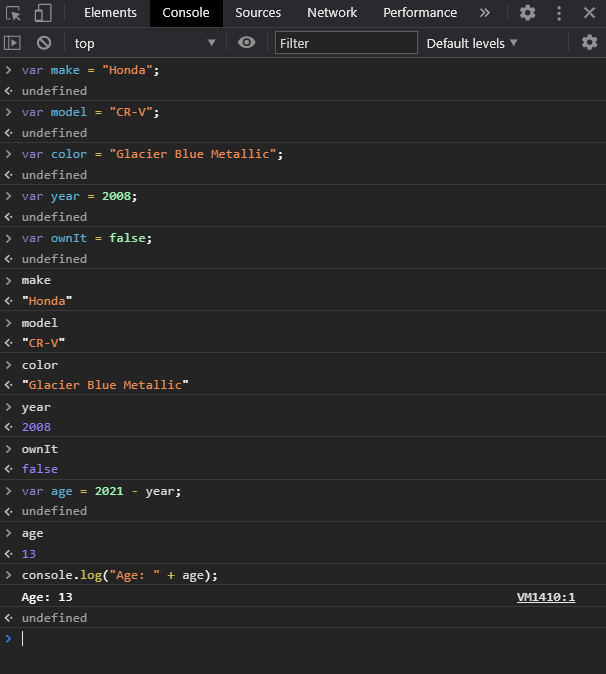 Elements Console Sources Network Performance »
top Filter Default levels
> var make = "Honda";
<· undefined
> var model = "CR-V";
<· undefined
> var color = "Glacier Blue Metallic";
<· undefined
> var year = 2008;
<· undefined
> var ownIt = false;
<· undefined
> make
<· "Honda"
> model
<· "CR-V"
> color
<· "Glacier Blue Metallic"
> year
<· 2008
> ownIt
<· false
> var age = 2021 - year;
<· undefined
> age
<· 13
> console.log("Age: " + age);
Age: 13 VM1410:1
<· undefined
>